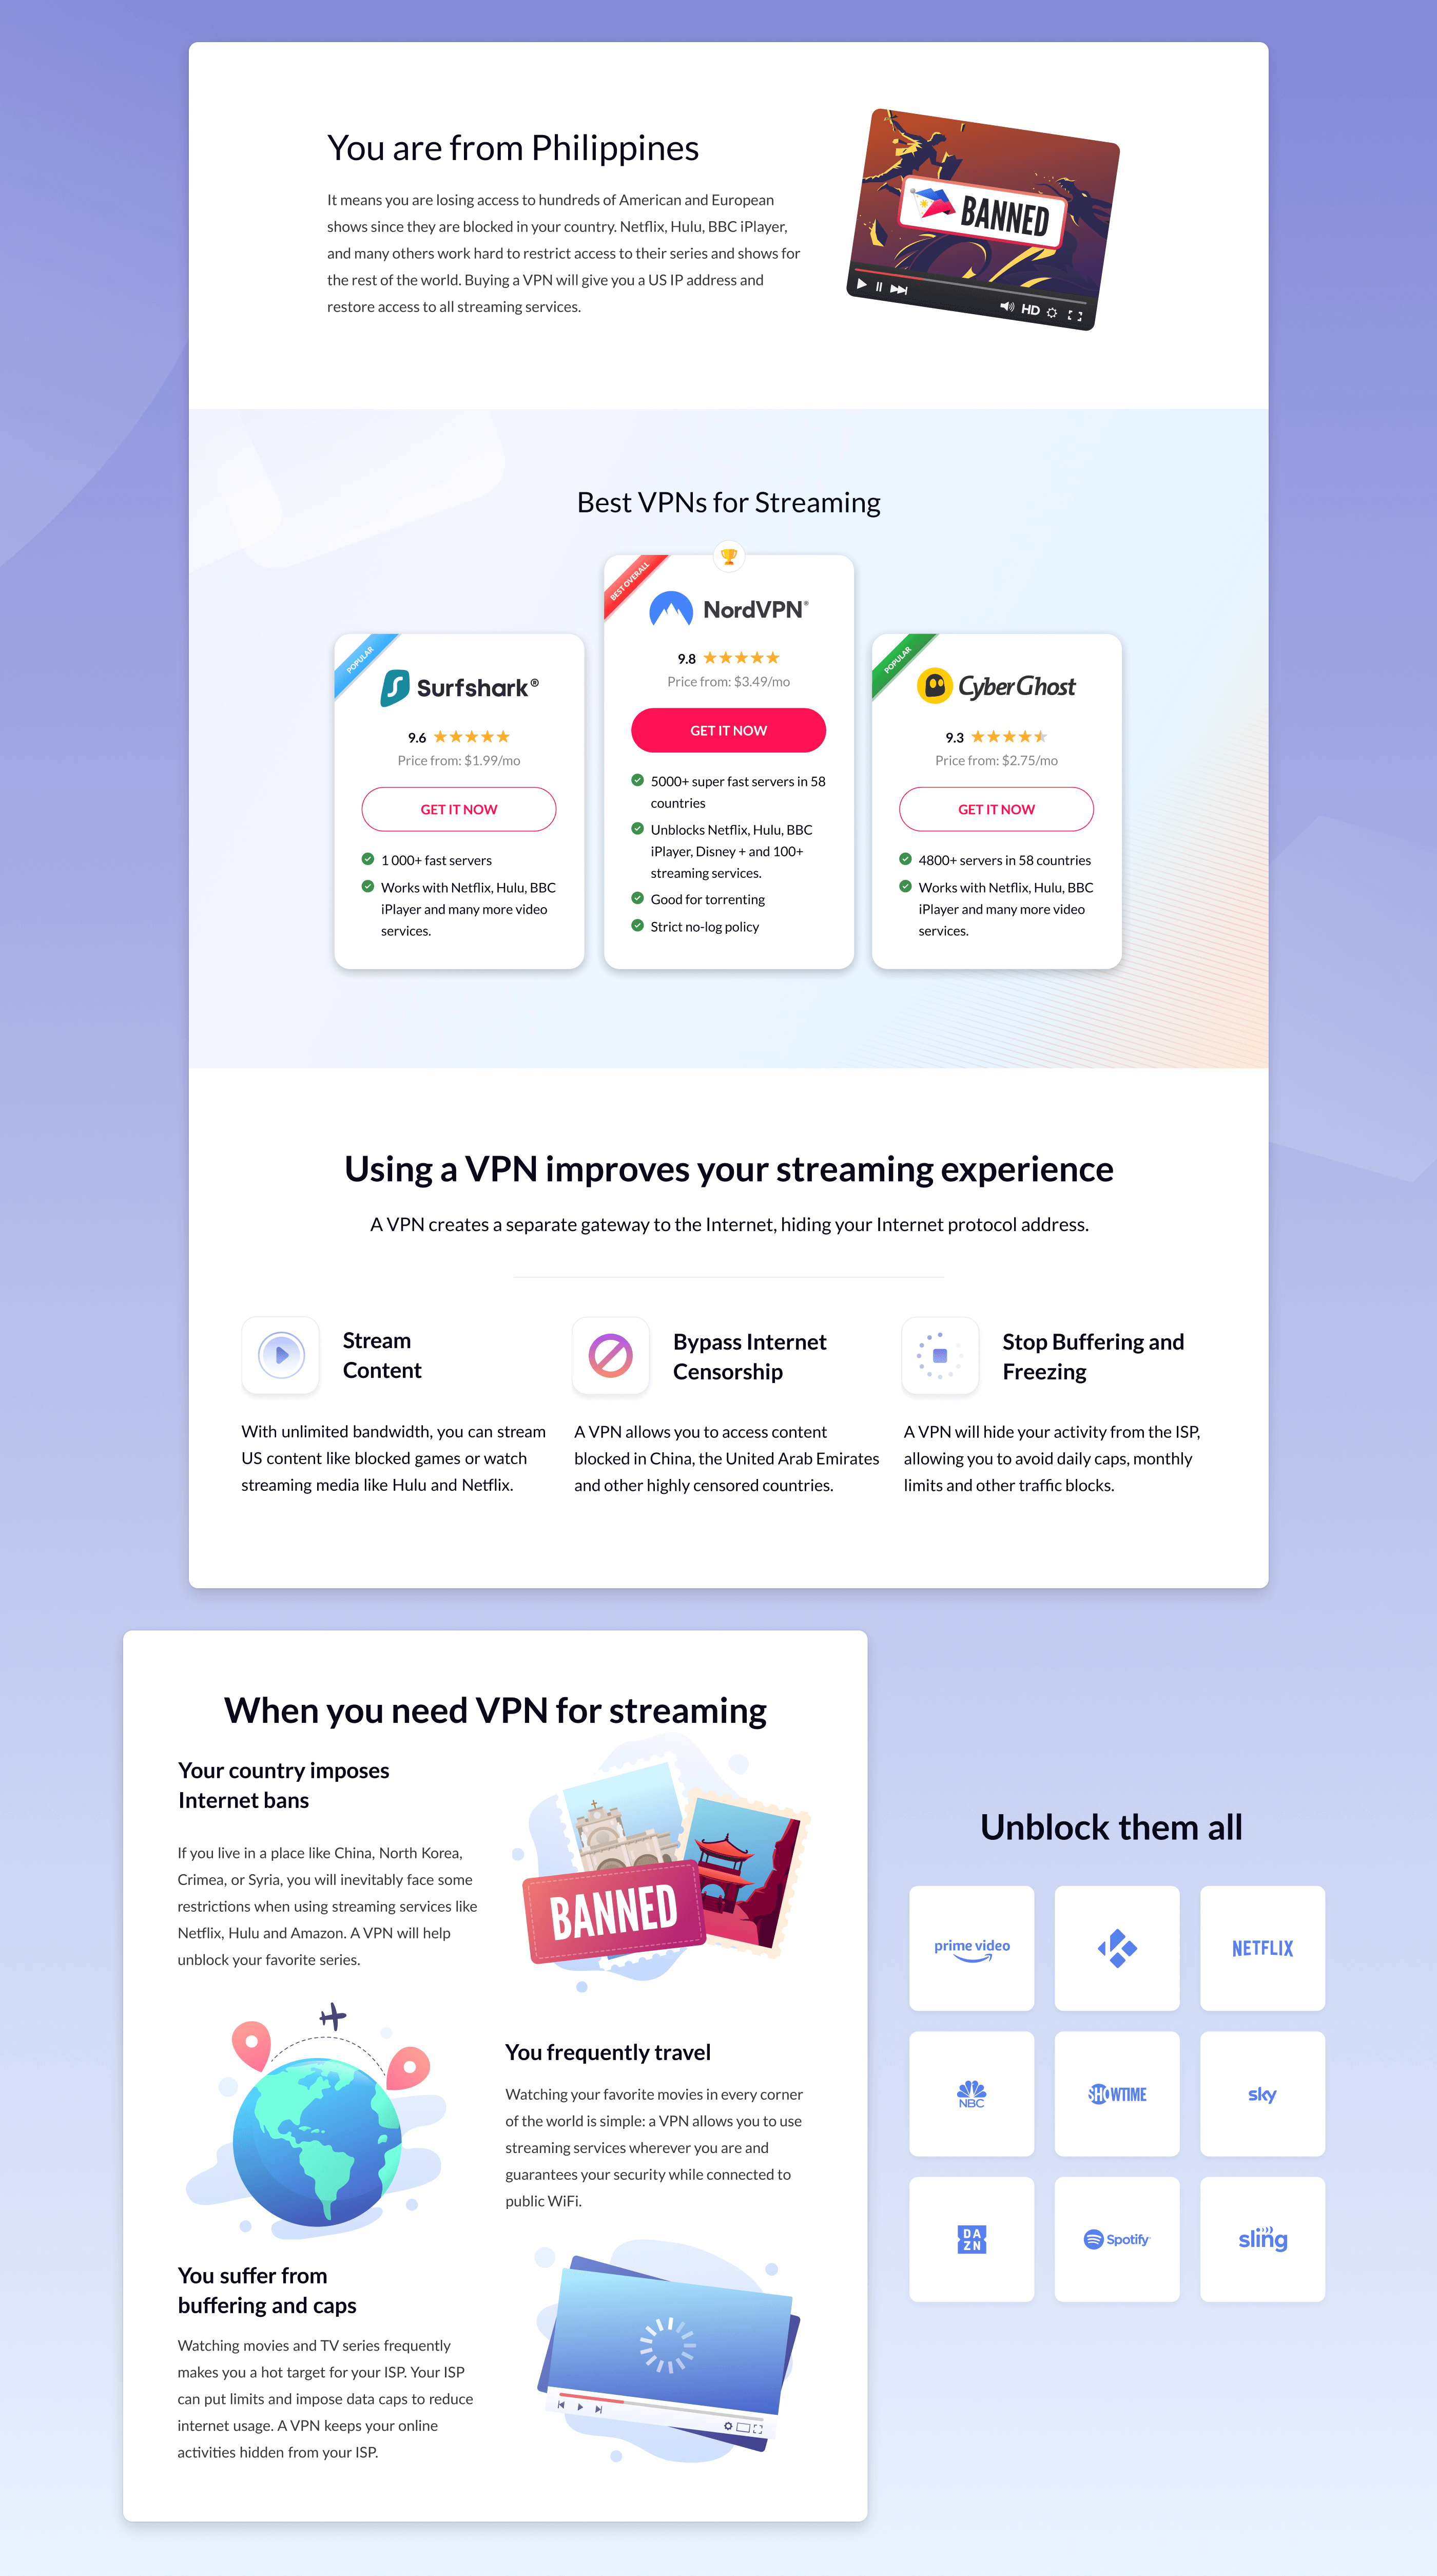 You are from Philippines
It means you are losing access to hundreds of American and European
shows since they are blocked in your country. Netflix, Hulu, BBC iPlayer,
and many others work hard to restrict access to their series and shows for
the rest of the world. Buying a VPN will give you a US IP address and
restore access to all streaming services.
BANNED
HD
Best VPNs for Streaming
POPULAR
Surfshark®
9.6
Price from: $1.99/mo
GET IT NOW
1 000+ fast servers
Works with Netflix, Hulu, BBC
iPlayer and many more video
services.
BEST OVERALL
NordVPN®
9.8
Price from: $3.49/mo
GET IT NOW
5000+ super fast servers in 58
countries
Unblocks Netflix, Hulu, BBC
iPlayer, Disney + and 100+
streaming services.
Good for torrenting
Strict no-log policy
POPULAR
CyberGhost
9.3
Price from: $2.75/mo
GET IT NOW
4800+ servers in 58 countries
Works with Netflix, Hulu, BBC
iPlayer and many more video
services.
Using a VPN improves your streaming experience
A VPN creates a separate gateway to the Internet, hiding your Internet protocol address.
Stream
Content
With unlimited bandwidth, you can stream
US content like blocked games or watch
streaming media like Hulu and Netflix.
Bypass Internet
Censorship
A VPN allows you to access content
blocked in China, the United Arab Emirates
and other highly censored countries.
Stop Buffering and
Freezing
A VPN will hide your activity from the ISP,
allowing you to avoid daily caps, monthly
limits and other traffic blocks.
When you need VPN for streaming
Your country imposes
Internet bans
If you live in a place like China, North Korea,
Crimea, or Syria, you will inevitably face some
restrictions when using streaming services like
Netflix, Hulu and Amazon. A VPN will help
unblock your favorite series.
BANNED
You frequently travel
Watching your favorite movies in every corner
of the world is simple: a VPN allows you to use
streaming services wherever you are and
guarantees your security while connected to
public WiFi.
You suffer from
buffering and caps
Watching movies and TV series frequently
makes you a hot target for your ISP. Your ISP
can put limits and impose data caps to reduce
internet usage. A VPN keeps your online
activities hidden from your ISP.
Unblock them all
prime video
NETFLIX
NBC
SHOWTIME
sky
DA
ZN
Spotify
sling